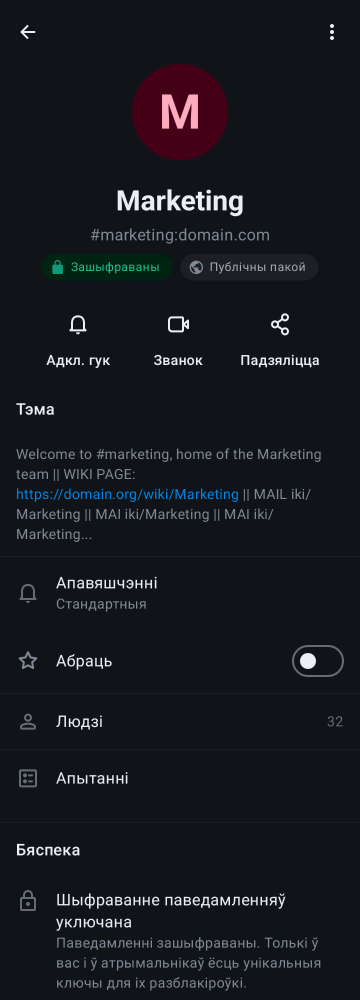 M
Marketing
#marketing:domain.com
Зашыфраваны
Публічны пакой
Адкл. гук
Званок
Падзяліцца
Тэма
Welcome to #marketing, home of the Marketing
team || WIKI PAGE:
https://domain.org/wiki/Marketing || MAIL iki/
Marketing || MAI iki/Marketing || MAI iki/
Marketing...
Апавяшчэнні
Стандартныя
Абраць
Людзі
32
Апытанні
Бяспека
Шыфраванне паведамленняў
уключана
Паведамленні зашыфраваны. Толькі ў
вас і ў атрымальнікаў ёсць унікальныя
ключы для іх разблакіроўкі.